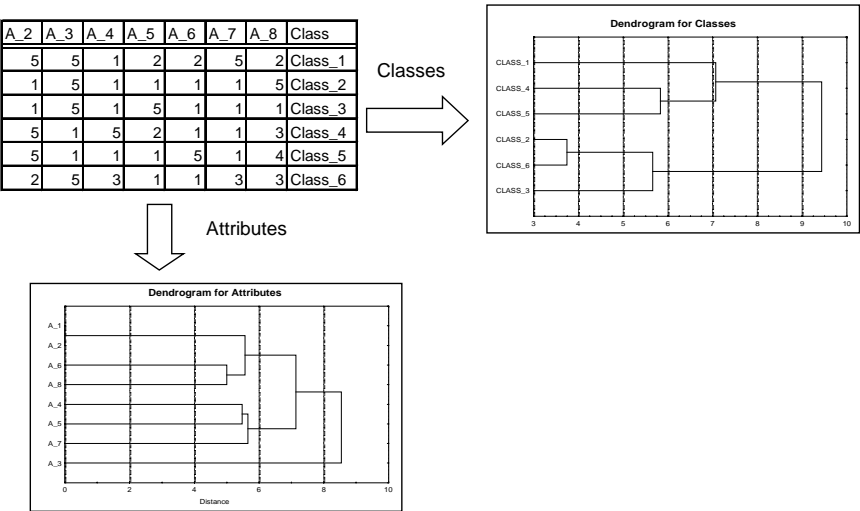 A_2 A_3 A_4 A_5 A_6 A_7 A_8 Class
5 5 1 2 2 5 2 Class_1
1 5 1 1 1 1 5 Class_2
1 5 1 5 1 1 1 Class_3
5 1 5 2 1 1 3 Class_4
5 1 1 1 5 1 4 Class_5
2 5 3 1 1 3 3 Class_6
Classes
Dendrogram for Classes
CLASS_1
CLASS_4
CLASS_5
CLASS_2
CLASS_6
CLASS_3
3 4 5 6 7 8 9 10
Attributes
Dendrogram for Attributes
A_1
A_2
A_6
A_8
A_4
A_5
A_7
A_3
0 2 4 6 8 10
Distance